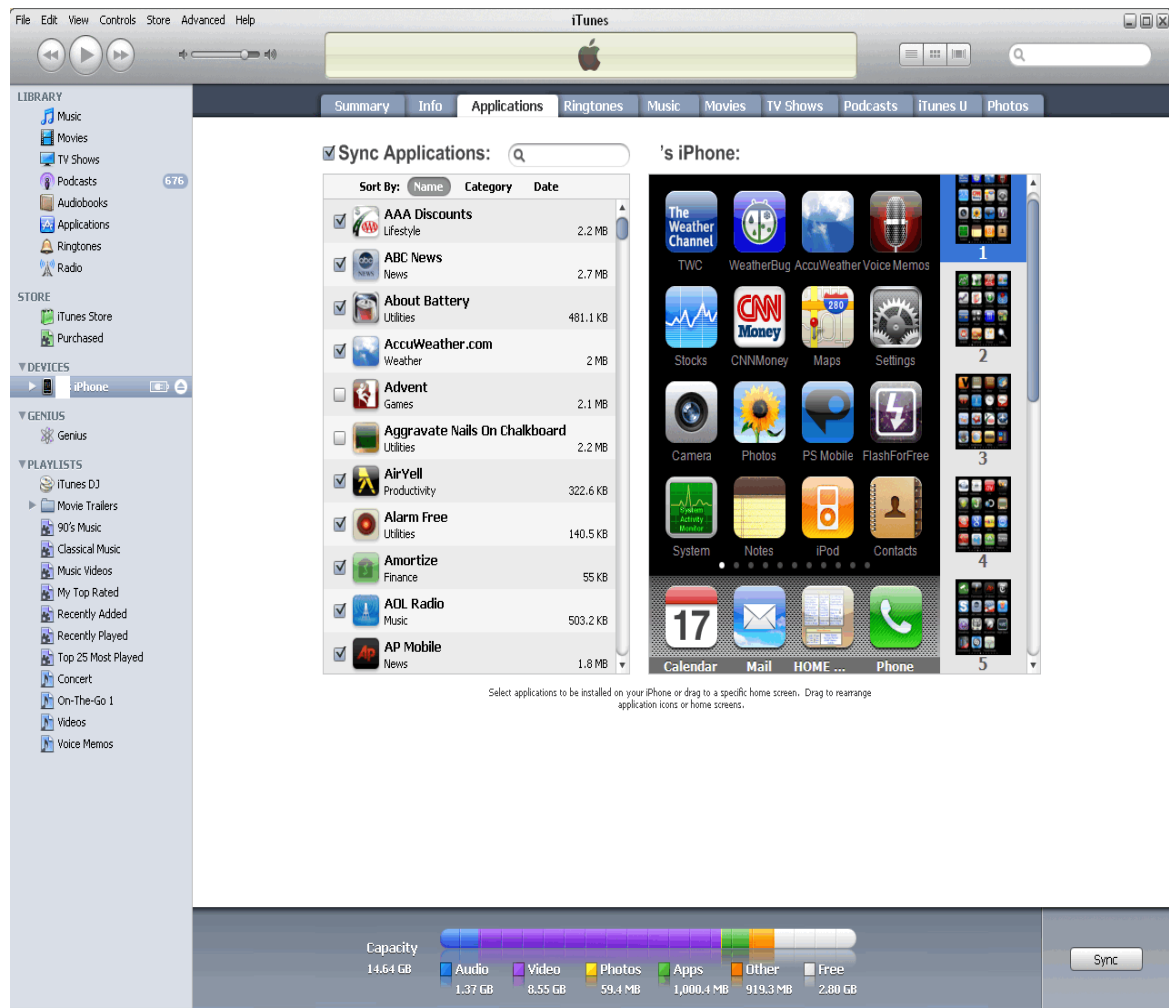 File Edit View Controls Store Advanced Help
iTunes
LIBRARY
Music
Movies
TV Shows
Podcasts 676
Audiobooks
Applications
Ringtones
Radio
STORE
iTunes Store
Purchased
DEVICES
s iPhone
GENIUS
Genius
PLAYLISTS
iTunes DJ
Movie Trailers
90's Music
Classical Music
Music Videos
My Top Rated
Recently Added
Recently Played
Top 25 Most Played
Concert
On-The-Go 1
Videos
Voice Memos
Summary Info Applications Ringtones Music Movies TV Shows Podcasts iTunes U Photos
Sync Applications:
Sort By: Name Category Date
AAA Discounts
Lifestyle 2.2 MB
ABC News
News 2.7 MB
About Battery
Utilities 481.1 KB
AccuWeather.com
Weather 2 MB
Advent
Games 2.1 MB
Aggravate Nails On Chalkboard
Utilities 2.2 MB
AirYell
Productivity 322.6 KB
Alarm Free
Utilities 140.5 KB
Amortize
Finance 55 KB
AOL Radio
Music 503.2 KB
AP Mobile
News 1.8 MB
's iPhone:
The
Weather
Channel
TWC WeatherBug AccuWeather Voice Memos
CNN
Money
280
Stocks CNNMoney Maps Settings
Camera Photos PS Mobile FlashForFree
System
Activity
Monitor
System Notes iPod Contacts
17
Calendar Mail HOME ... Phone
1
2
3
4
5
Select applications to be installed on your iPhone or drag to a specific home screen. Drag to rearrange
application icons or home screens.
Capacity
14.64 GB
Audio Video Photos Apps Other Free
1.37 GB 8.55 GB 59.4 MB 1,000.4 MB 919.3 MB 2.80 GB
Sync